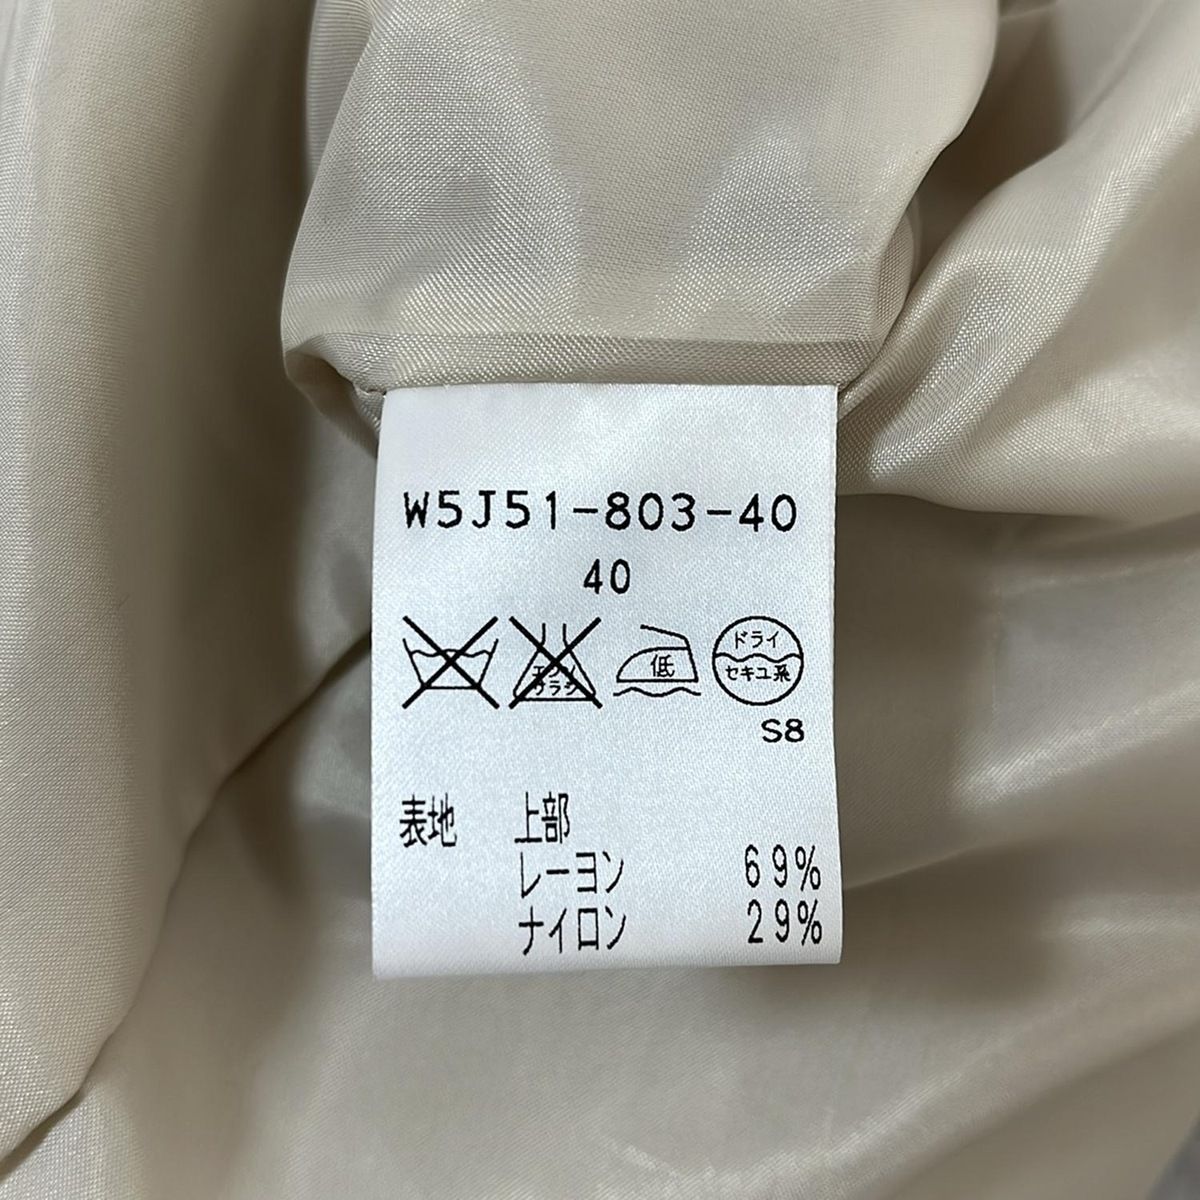 W5J51-803-40
40
エンソ
サラシ
低
ドライ
セキユ系
S8
表地 上部
レーヨン 69%
ナイロン 29%